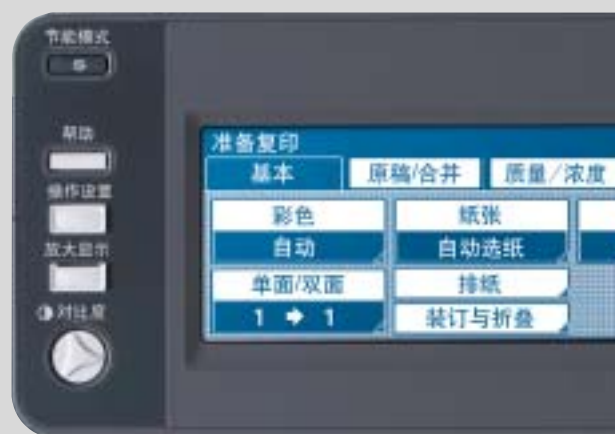 节能模式
帮助
操作设置
放大显示
对比度
准备复印
基本 原稿/合并 质量/浓度
彩色 纸张
自动 自动选纸
单面/双面 排纸
1 → 1 装订与折叠